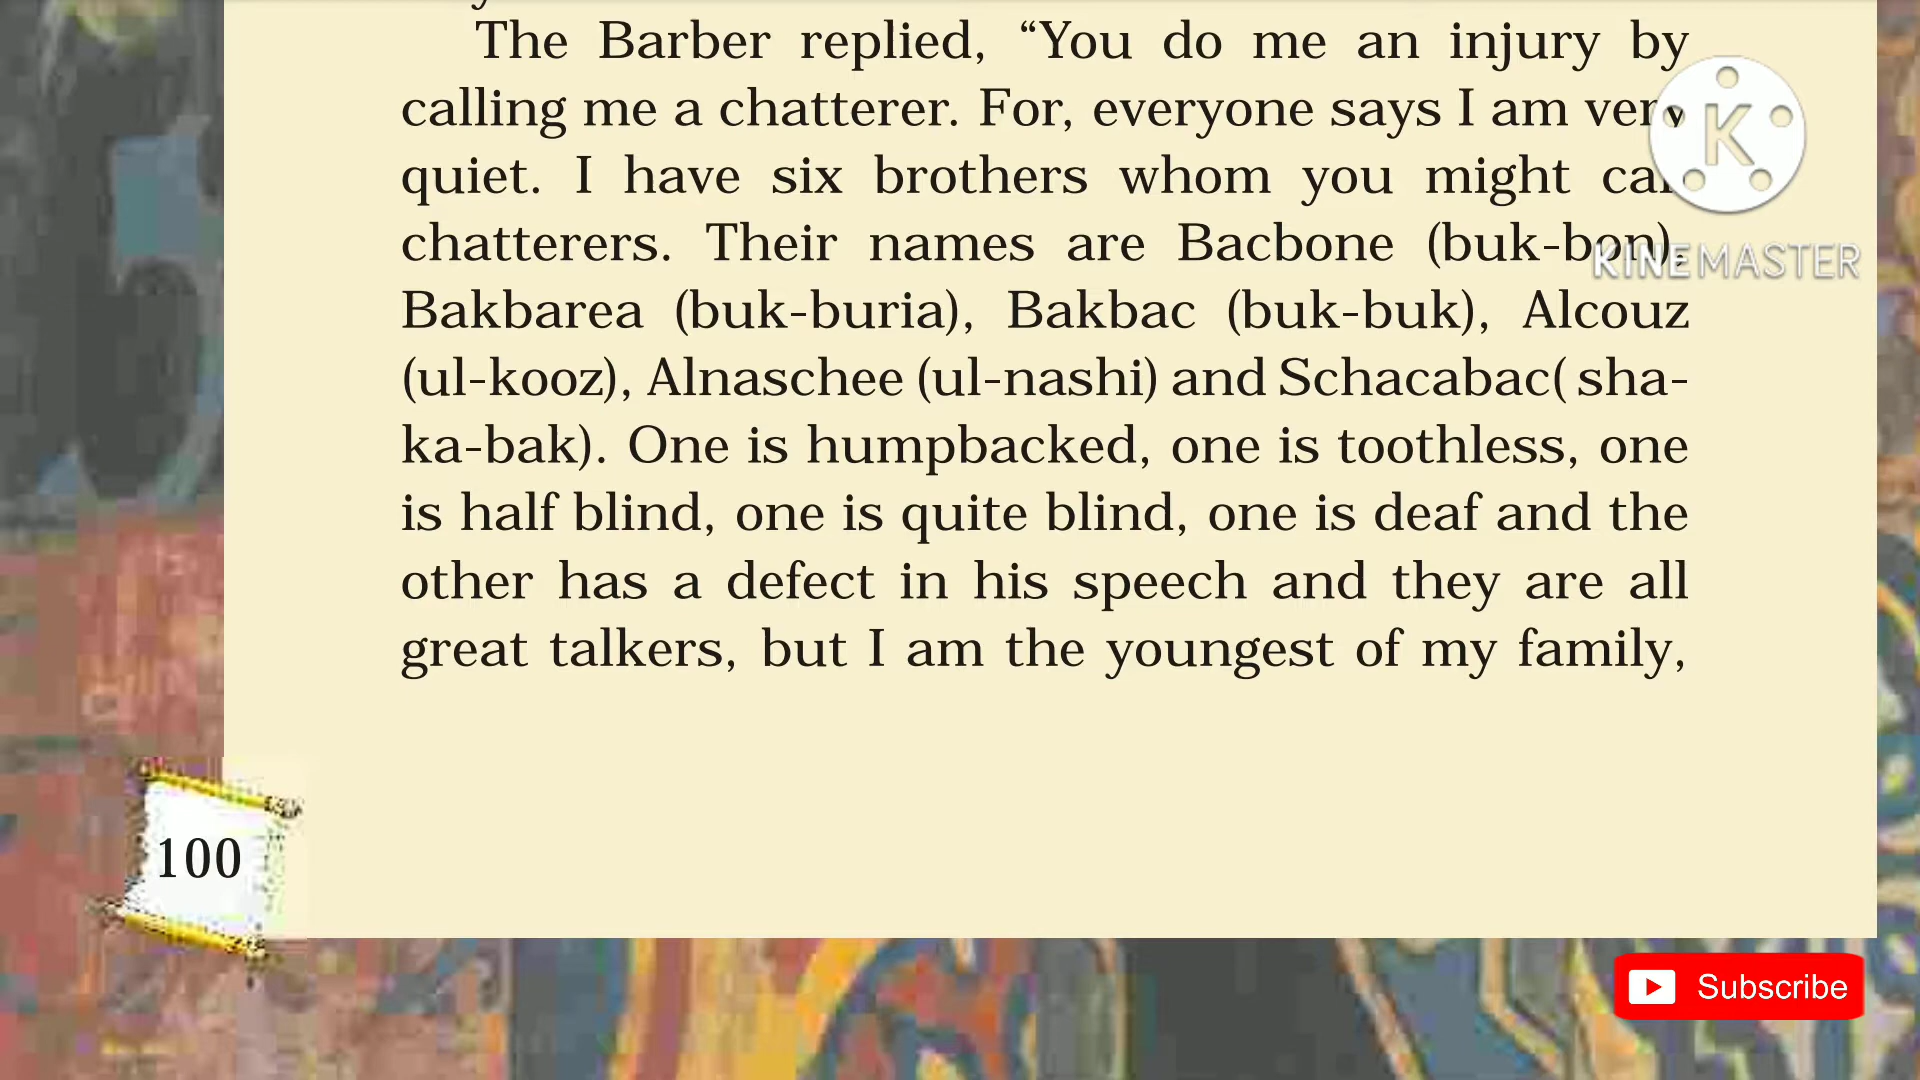 The Barber replied, “You do me an injury by
calling me a chatterer. For, everyone says I am very
quiet. I have six brothers whom you might call
chatterers. Their names are Bacbone (buk-bon),
Bakbarea (buk-buria), Bakbac (buk-buk), Alcouz
(ul-kooz), Alnaschee (ul-nashi) and Schacabac( sha-
ka-bak). One is humpbacked, one is toothless, one
is half blind, one is quite blind, one is deaf and the
other has a defect in his speech and they are all
great talkers, but I am the youngest of my family,
100
K
KINEMASTER
Subscribe